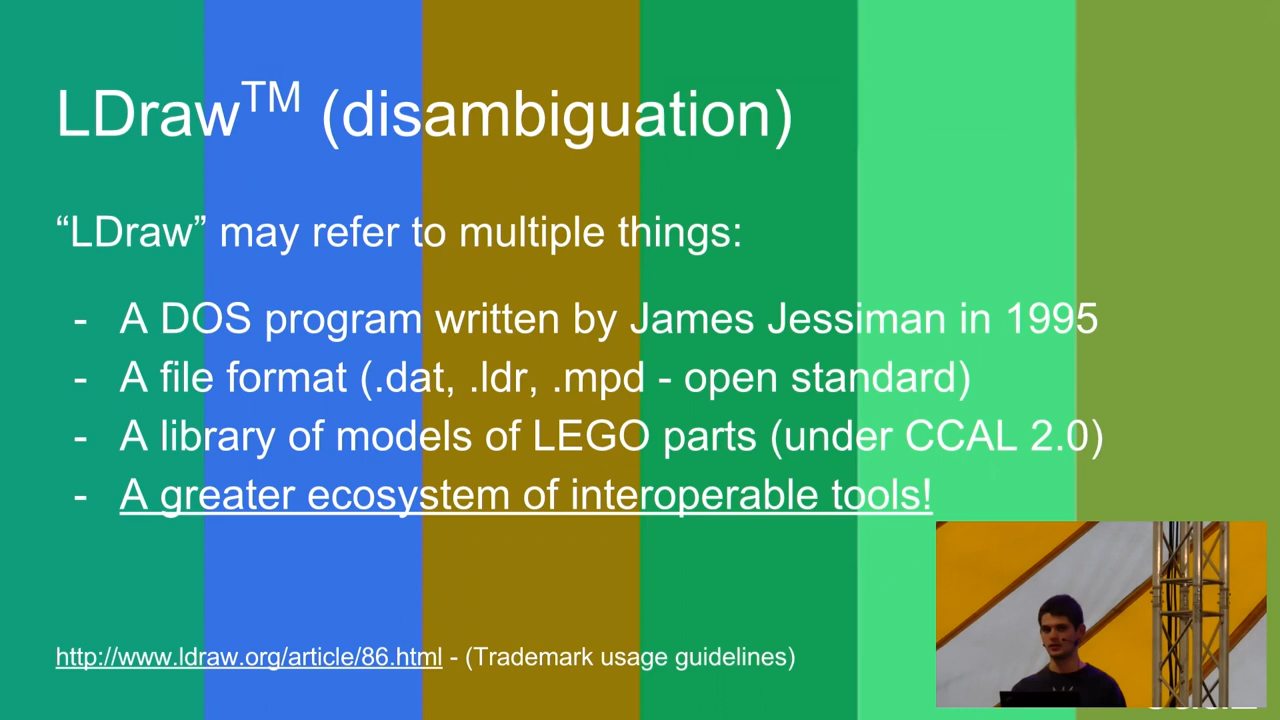 LDraw™ (disambiguation)
“LDraw” may refer to multiple things:
- A DOS program written by James Jessiman in 1995
- A file format (.dat, .ldr, .mpd - open standard)
- A library of models of LEGO parts (under CCAL 2.0)
- A greater ecosystem of interoperable tools!
http://www.ldraw.org/article/86.html - (Trademark usage guidelines)